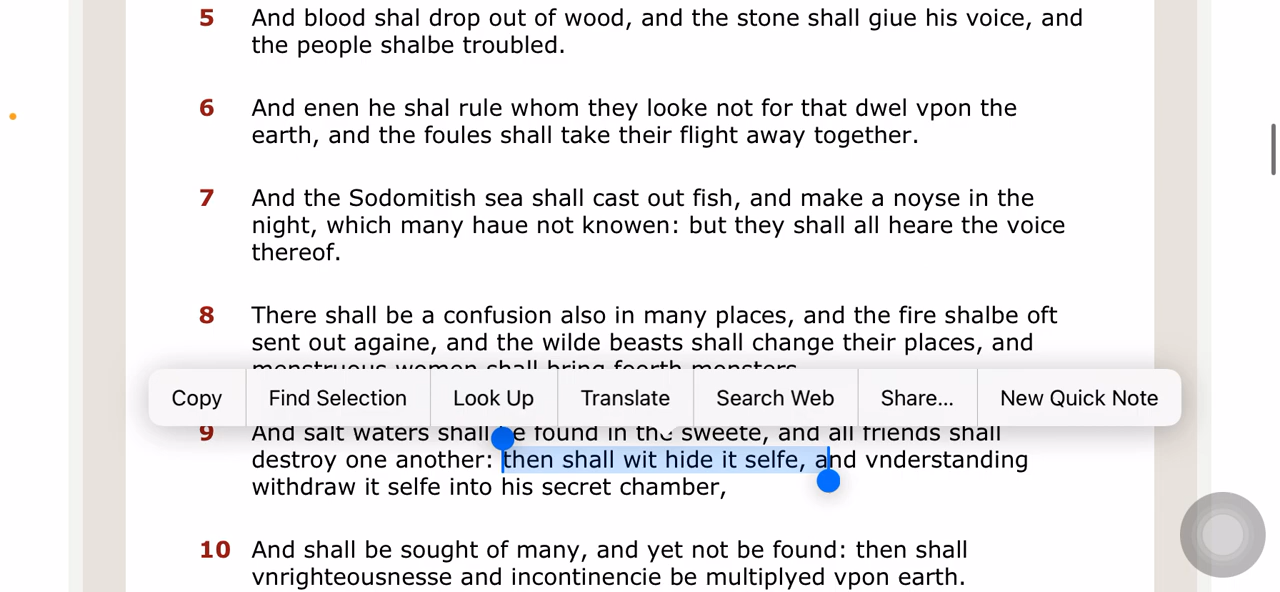 5 And blood shal drop out of wood, and the stone shall giue his voice, and
the people shalbe troubled.
6 And enen he shal rule whom they looke not for that dwel vpon the
earth, and the foules shall take their flight away together.
7 And the Sodomitish sea shall cast out fish, and make a noyse in the
night, which many haue not knowen: but they shall all heare the voice
thereof.
8 There shall be a confusion also in many places, and the fire shalbe oft
sent out againe, and the wilde beasts shall change their places, and
menstruous women shall bring foorth monsters.
Copy Find Selection Look Up Translate Search Web Share... New Quick Note
9 And salt waters shall be found in the sweete, and all friends shall
destroy one another: then shall wit hide it selfe, and vnderstanding
withdraw it selfe into his secret chamber,
10 And shall be sought of many, and yet not be found: then shall
vnrighteousnesse and incontinencie be multiplyed vpon earth.